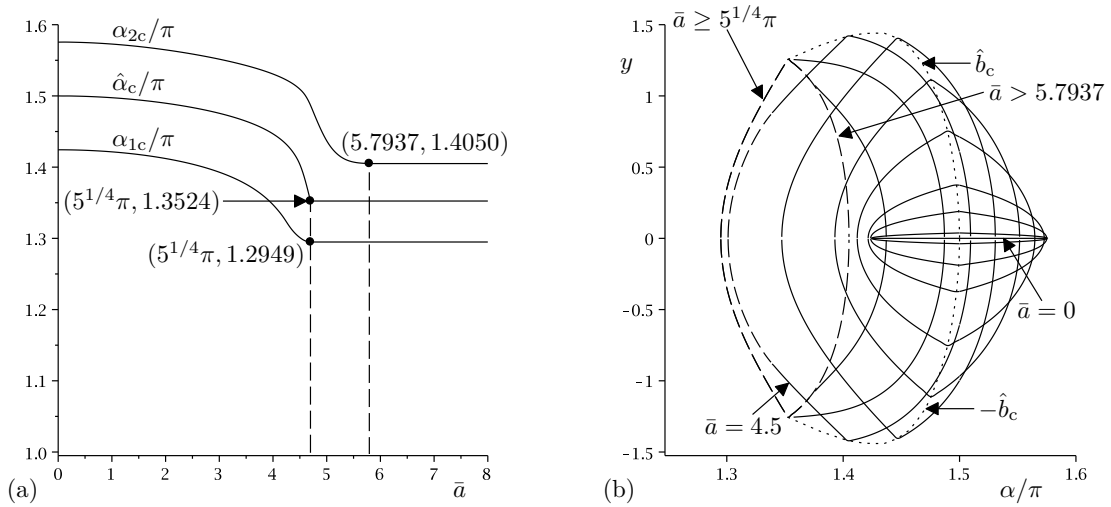 1.6
1.5
1.4
1.3
1.2
1.1
1.0
0 1 2 3 4 5 6 7 8
ā
α₂c/π
α̂c/π
α₁c/π
(5.7937, 1.4050)
(5^{1/4}π, 1.3524)
(5^{1/4}π, 1.2949)
(a)
1.5
y
1
0.5
0
-0.5
-1
-1.5
1.3 1.4 1.5 1.6
α/π
ā ≥ 5^{1/4}π
b̂c
ā > 5.7937
ā = 0
-b̂c
ā = 4.5
(b)